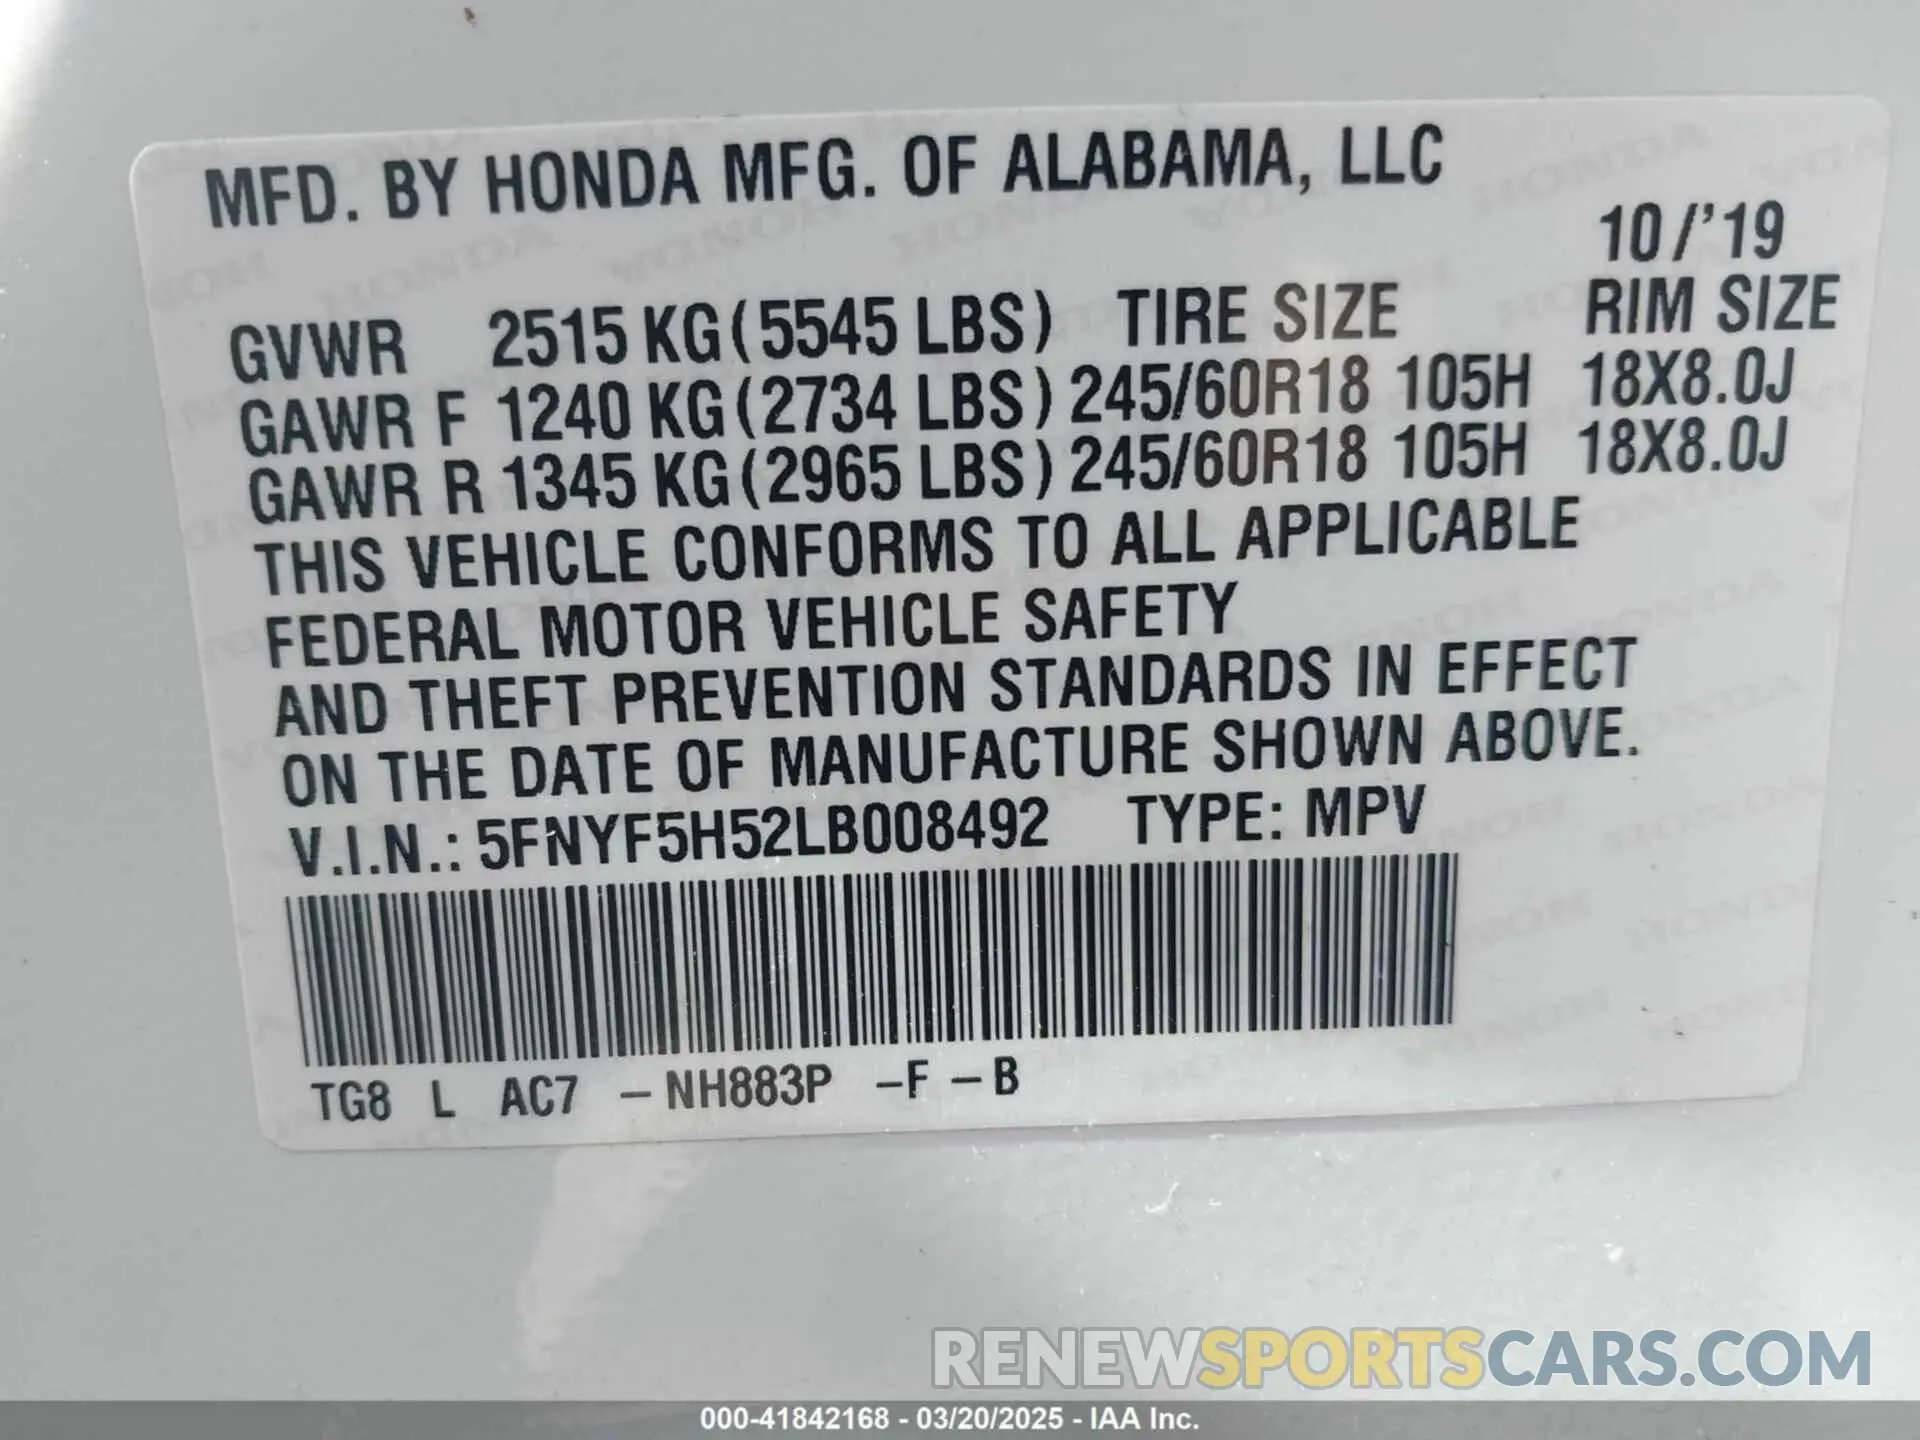 MFD. BY HONDA MFG. OF ALABAMA, LLC
10/'19
GVWR 2515 KG (5545 LBS) TIRE SIZE RIM SIZE
GAWR F 1240 KG (2734 LBS) 245/60R18 105H 18X8.0J
GAWR R 1345 KG (2965 LBS) 245/60R18 105H 18X8.0J
THIS VEHICLE CONFORMS TO ALL APPLICABLE
FEDERAL MOTOR VEHICLE SAFETY
AND THEFT PREVENTION STANDARDS IN EFFECT
ON THE DATE OF MANUFACTURE SHOWN ABOVE.
V.I.N.: 5FNYF5H52LB008492 TYPE: MPV
TG8 L AC7 – NH883P –F – B
RENEWSPORTSCARS.COM
000-41842168 - 03/20/2025 - IAA Inc.